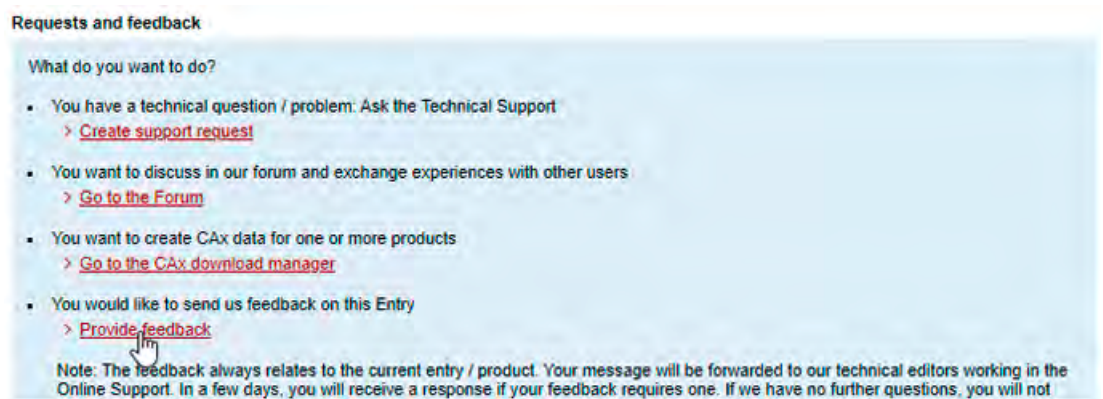 Requests and feedback
What do you want to do?
▪ You have a technical question / problem: Ask the Technical Support
> Create support request
▪ You want to discuss in our forum and exchange experiences with other users
> Go to the Forum
▪ You want to create CAx data for one or more products
> Go to the CAx download manager
▪ You would like to send us feedback on this Entry
> Provide feedback
Note: The feedback always relates to the current entry / product. Your message will be forwarded to our technical editors working in the
Online Support. In a few days, you will receive a response if your feedback requires one. If we have no further questions, you will not